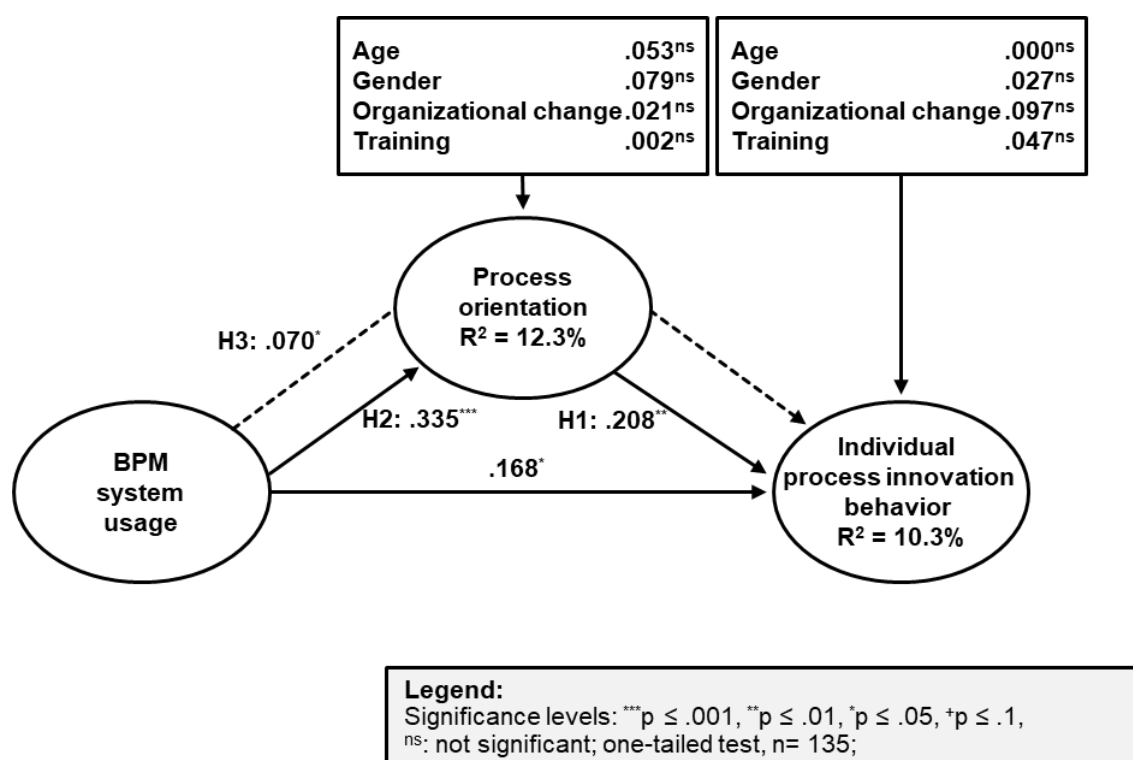 Age .053ns
Gender .079ns
Organizational change .021ns
Training .002ns
Age .000ns
Gender .027ns
Organizational change .097ns
Training .047ns
Process
orientation
R² = 12.3%
H3: .070*
H2: .335***
H1: .208**
.168*
BPM
system
usage
Individual
process innovation
behavior
R² = 10.3%
Legend:
Significance levels: ***p ≤ .001, **p ≤ .01, *p ≤ .05, +p ≤ .1,
ns: not significant; one-tailed test, n= 135;